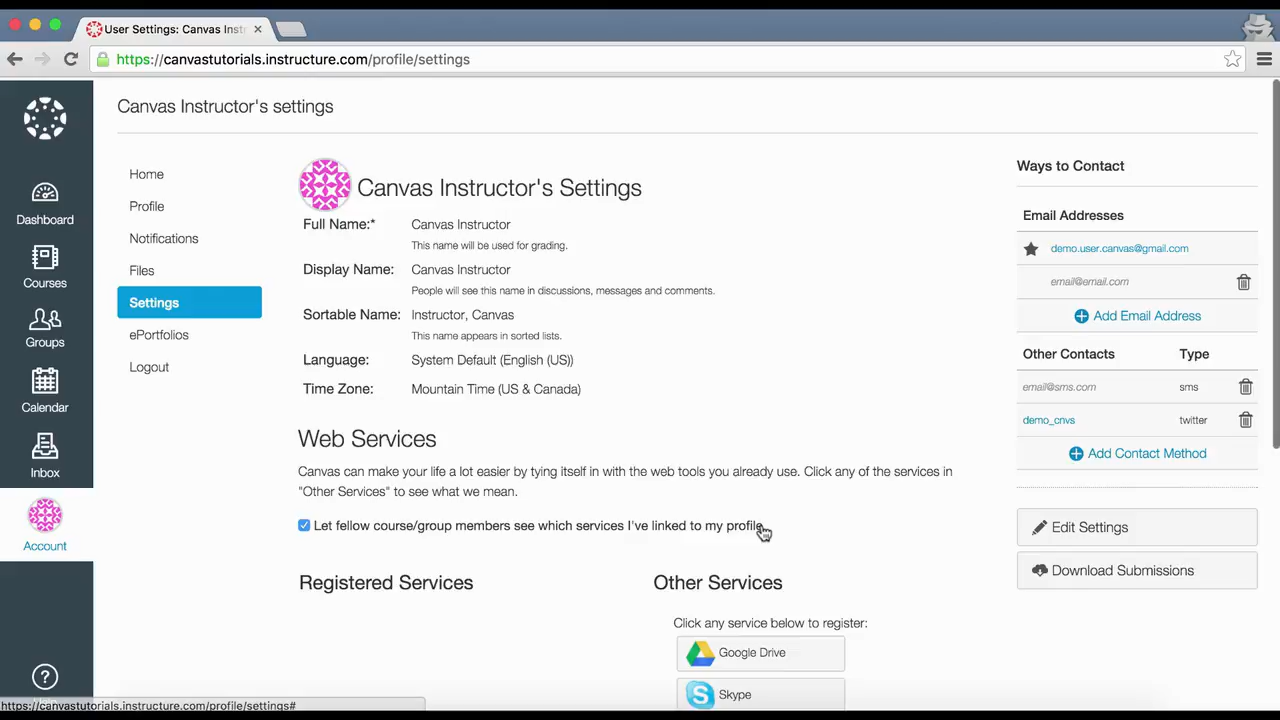 User Settings: Canvas Inst
https://canvastutorials.instructure.com/profile/settings
Canvas Instructor's settings
Dashboard
Courses
Groups
Calendar
Inbox
Account
Home
Profile
Notifications
Files
Settings
ePortfolios
Logout
Canvas Instructor's Settings
Full Name:* Canvas Instructor
This name will be used for grading.
Display Name: Canvas Instructor
People will see this name in discussions, messages and comments.
Sortable Name: Instructor, Canvas
This name appears in sorted lists.
Language: System Default (English (US))
Time Zone: Mountain Time (US & Canada)
Web Services
Canvas can make your life a lot easier by tying itself in with the web tools you already use. Click any of the services in
"Other Services" to see what we mean.
Let fellow course/group members see which services I've linked to my profile
Registered Services
Other Services
Click any service below to register:
Google Drive
Skype
Ways to Contact
Email Addresses
demo.user.canvas@gmail.com
email@email.com
Add Email Address
Other Contacts Type
email@sms.com sms
demo_cnvs twitter
Add Contact Method
Edit Settings
Download Submissions
?
https://canvastutorials.instructure.com/profile/settings#